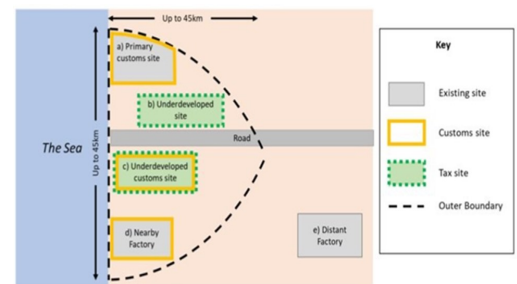 Up to 45km
a) Primary
customs site
b) Underdeveloped
site
Road
The Sea
Up to 45km
c) Underdeveloped
customs site
d) Nearby
Factory
e) Distant
Factory
Key
Existing site
Customs site
Tax site
Outer Boundary